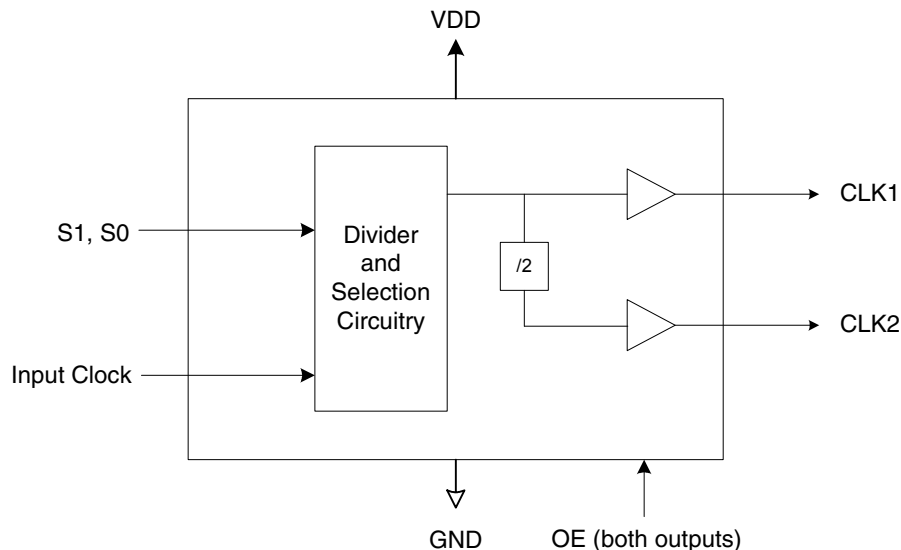 VDD
CLK1
S1, S0
Divider
and
Selection
Circuitry
/2
CLK2
Input Clock
GND
OE (both outputs)